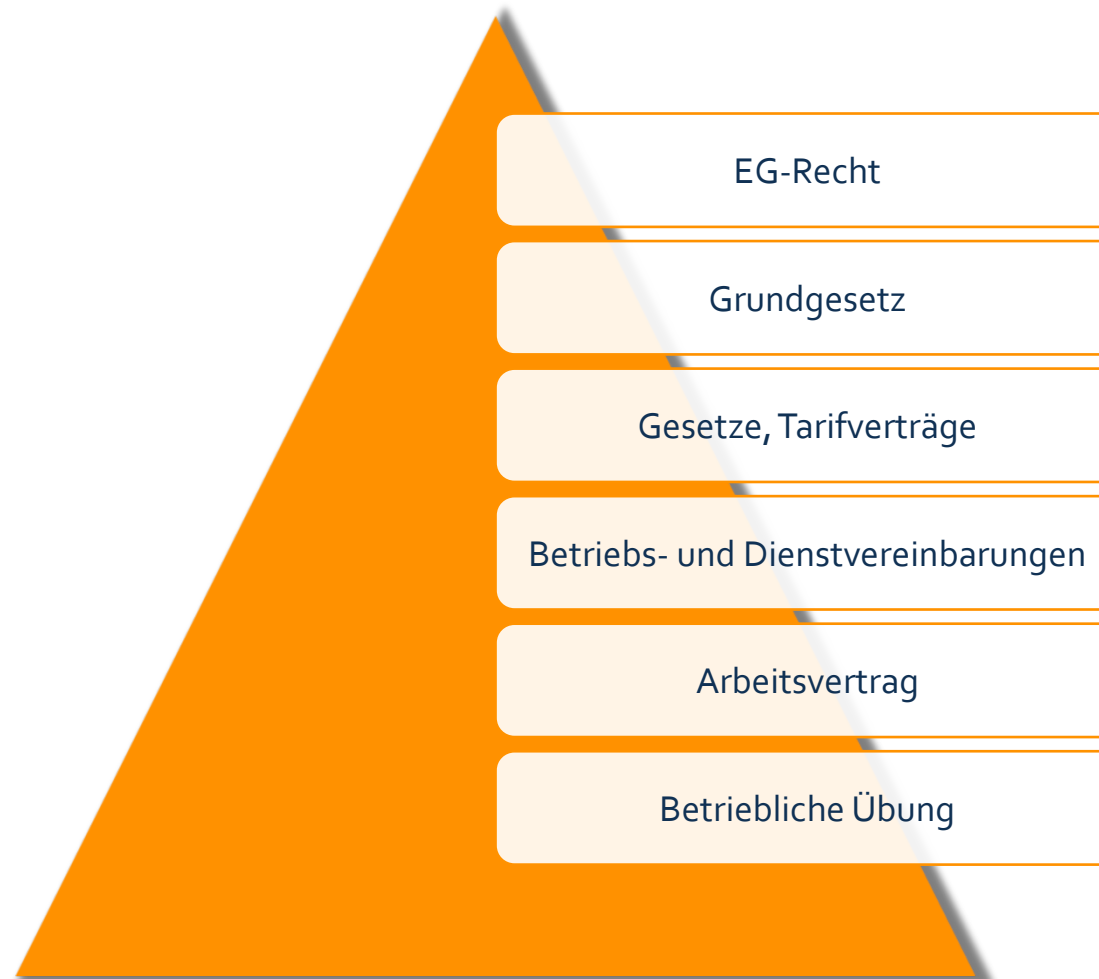 EG-Recht
Grundgesetz
Gesetze, Tarifverträge
Betriebs- und Dienstvereinbarungen
Arbeitsvertrag
Betriebliche Übung